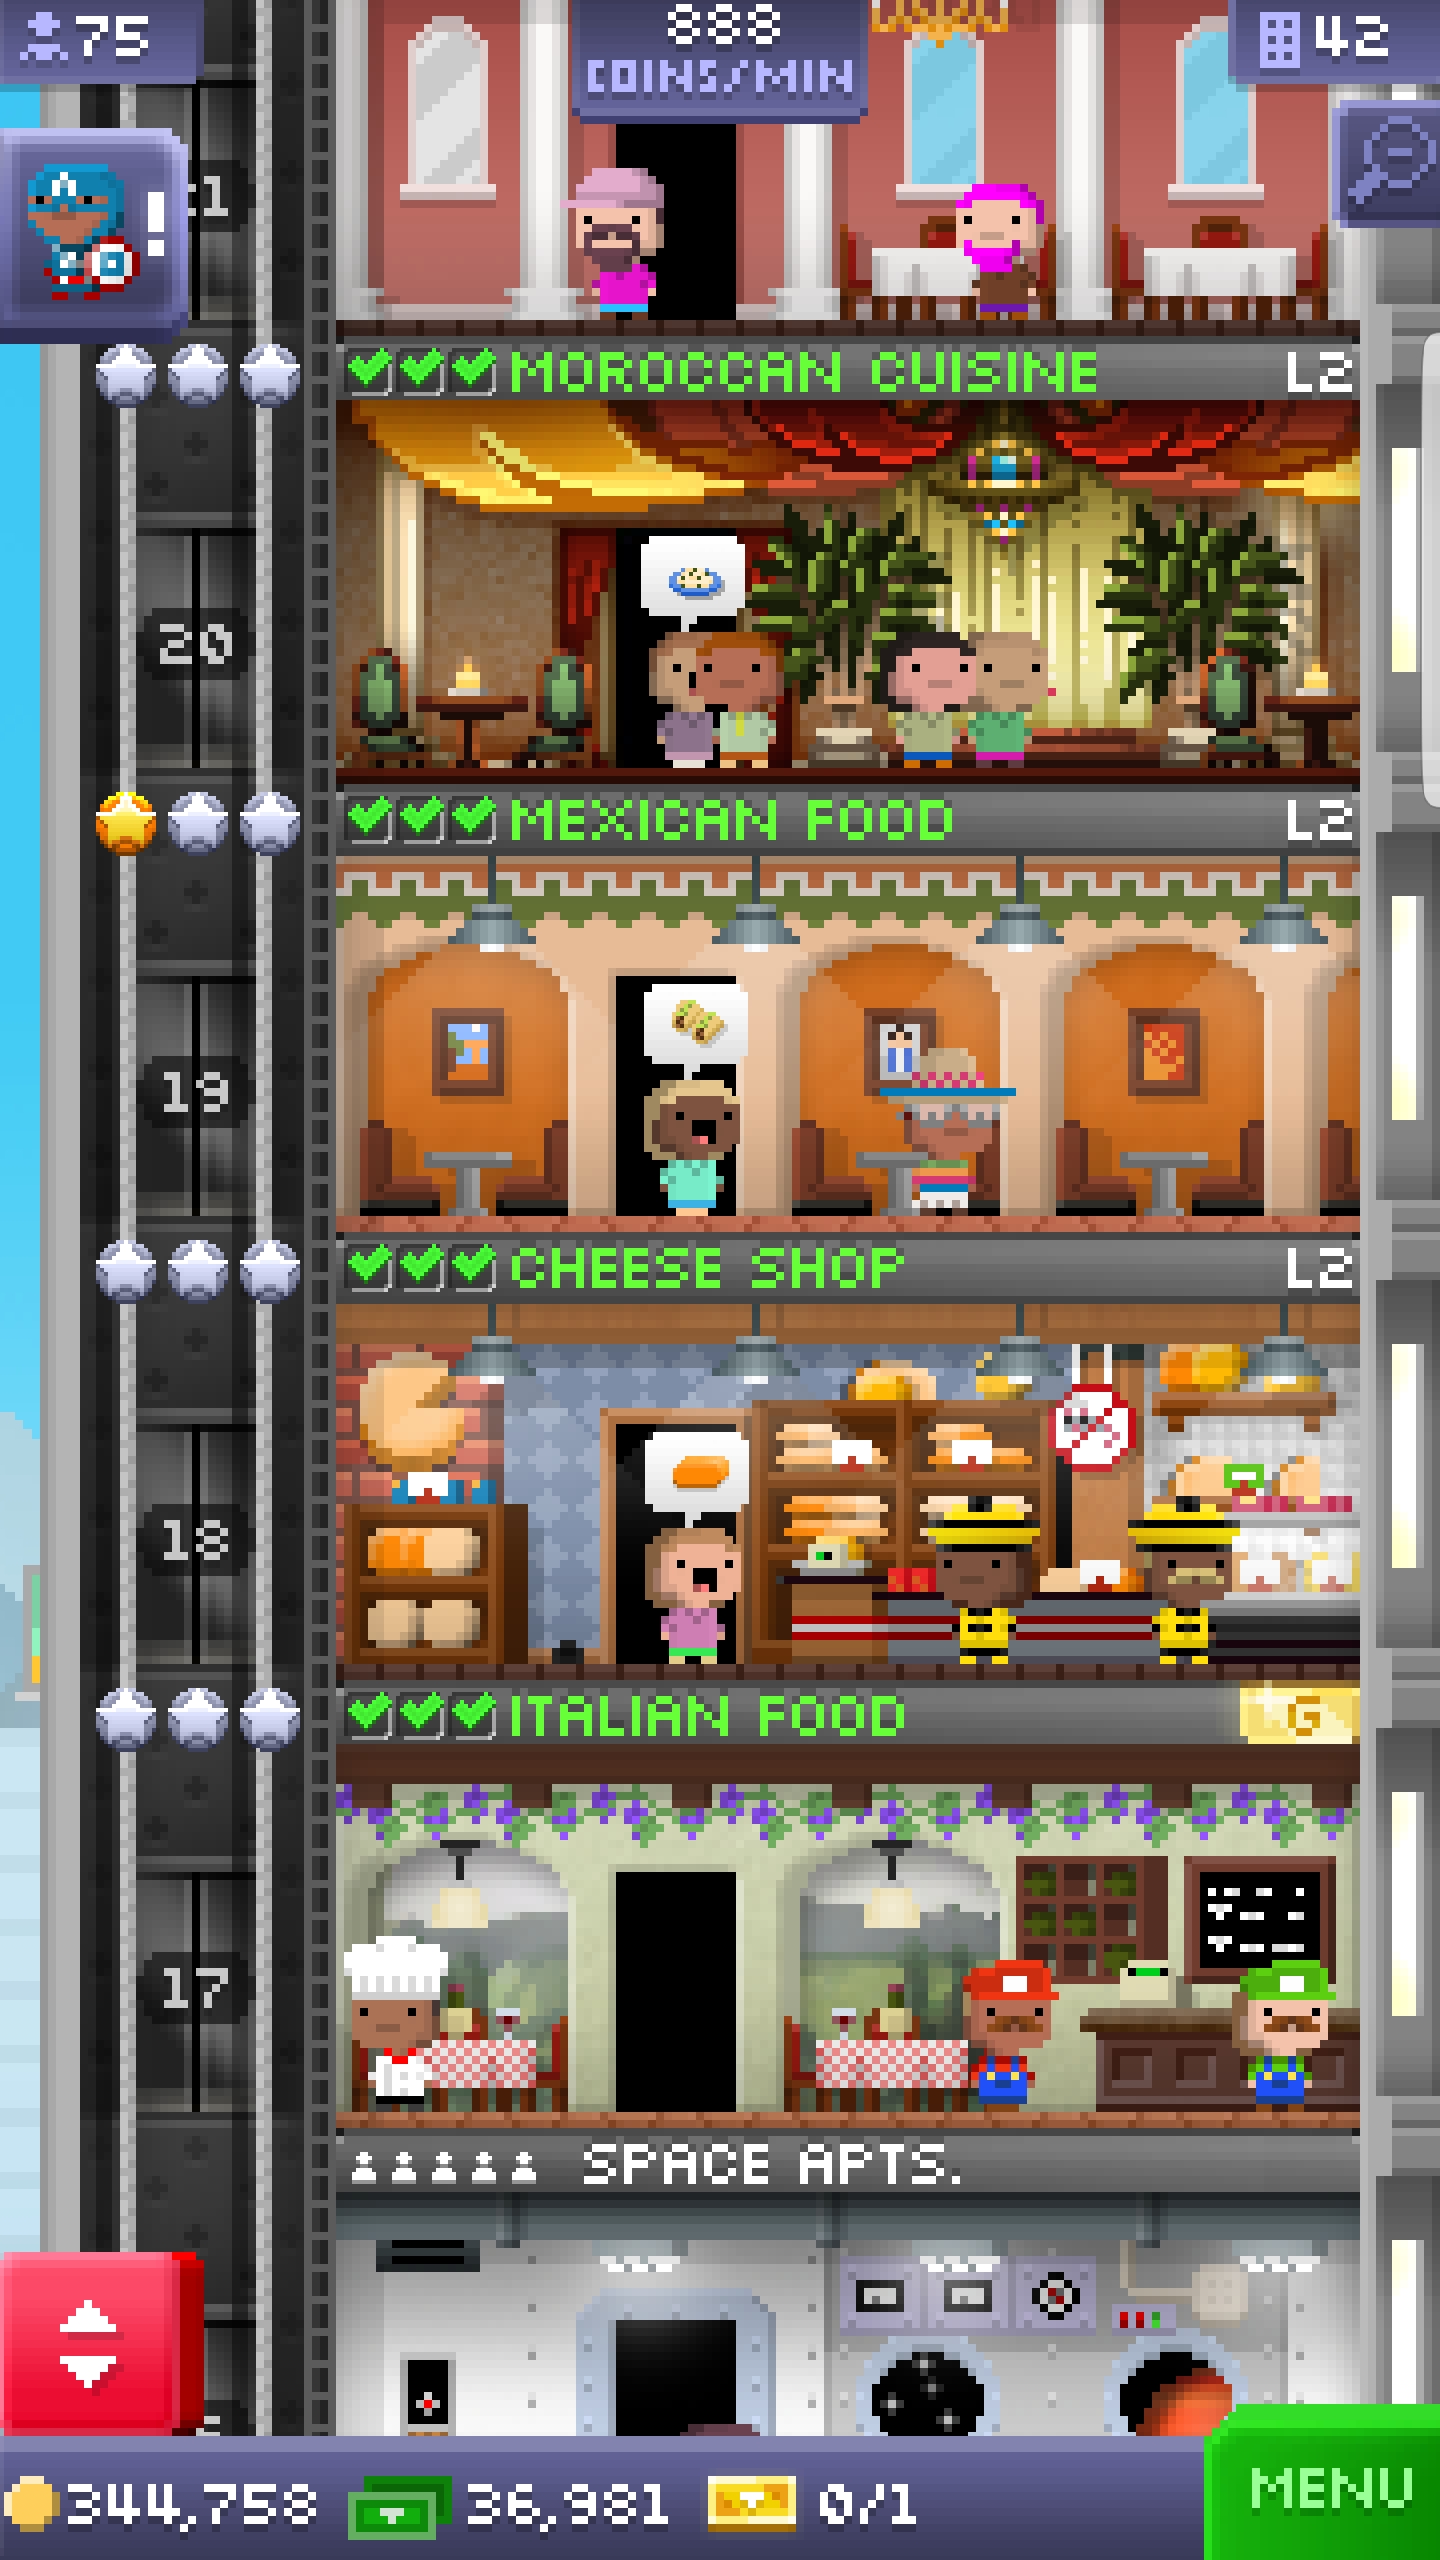 75
888
COINS/MIN
42
!
MOROCCAN CUISINE L2
20
MEXICAN FOOD L2
19
CHEESE SHOP L2
18
ITALIAN FOOD G
17
SPACE APTS.
344,758 36,981 0/1
MENU